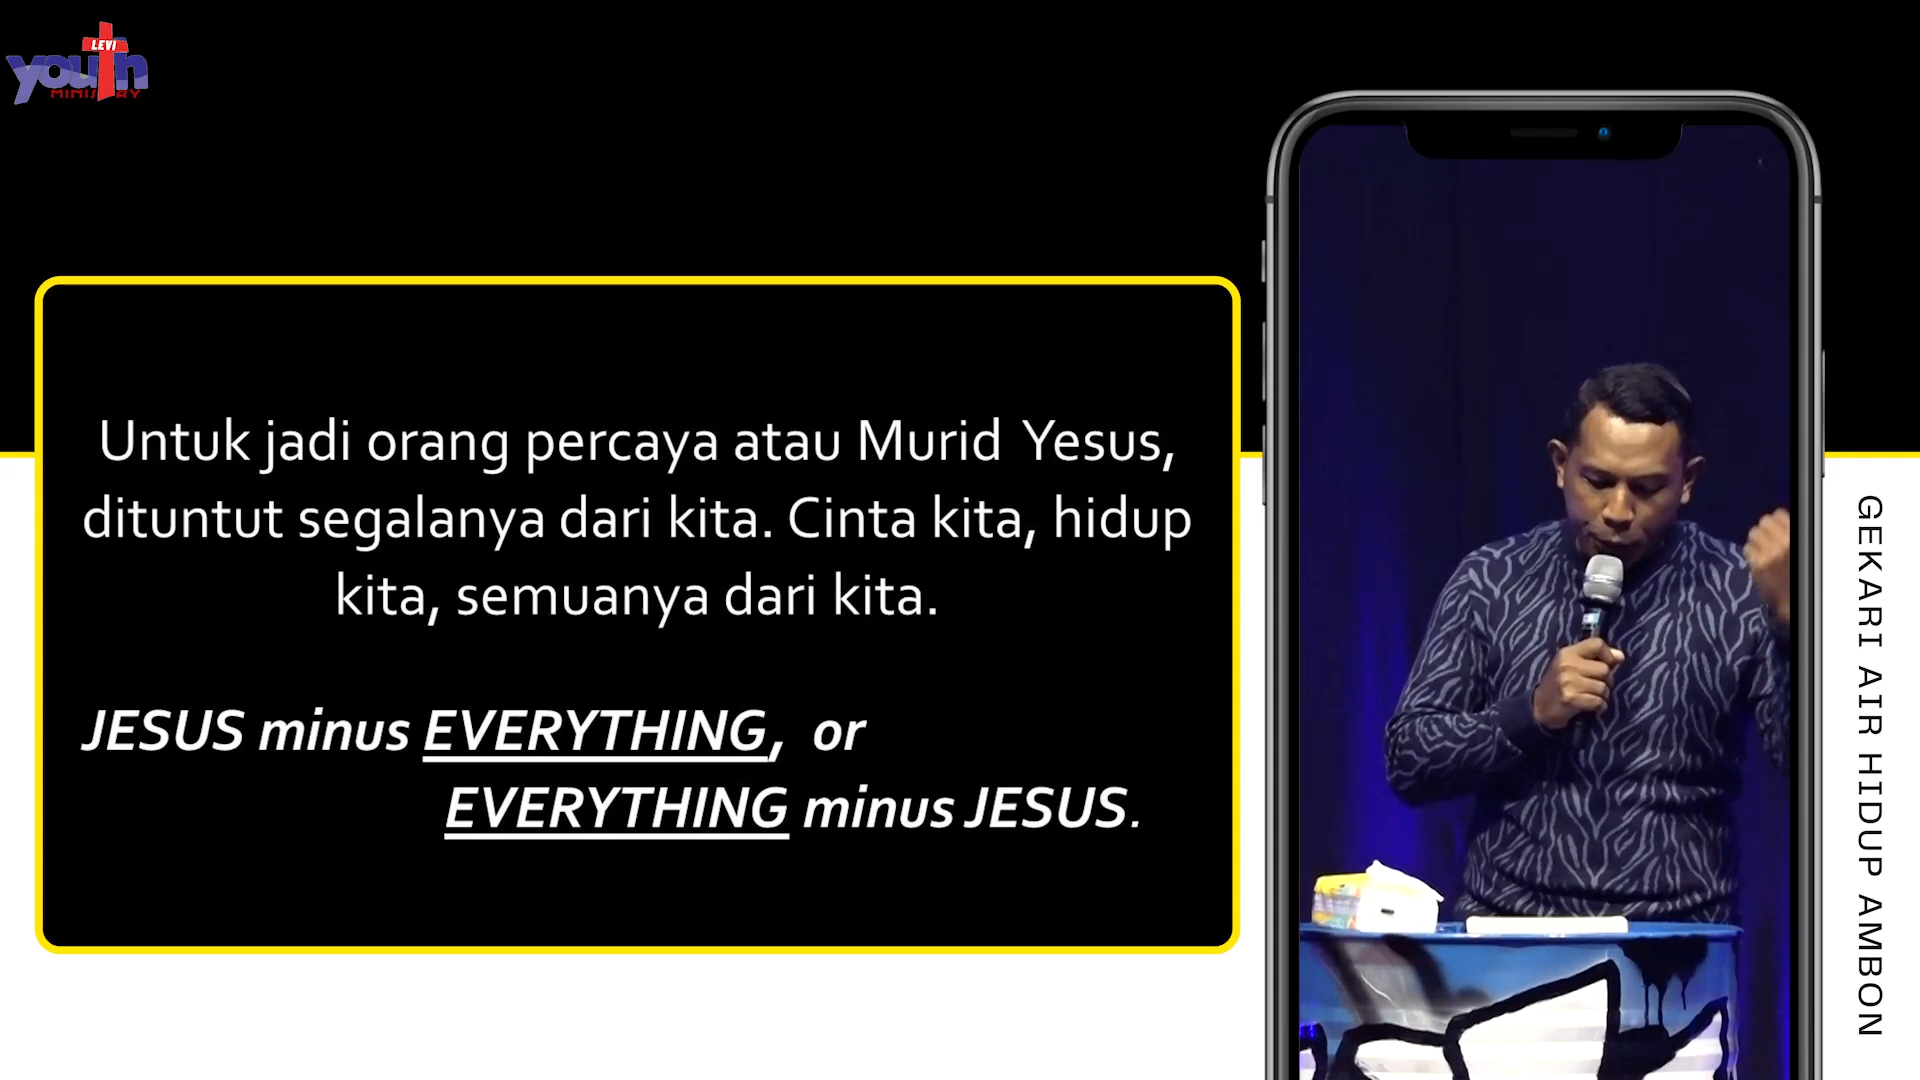 LEVI
youth
MINISTRY
Untuk jadi orang percaya atau Murid Yesus,
dituntut segalanya dari kita. Cinta kita, hidup
kita, semuanya dari kita.
JESUS minus EVERYTHING, or
EVERYTHING minus JESUS.
GEKARI AIR HIDUP AMBON